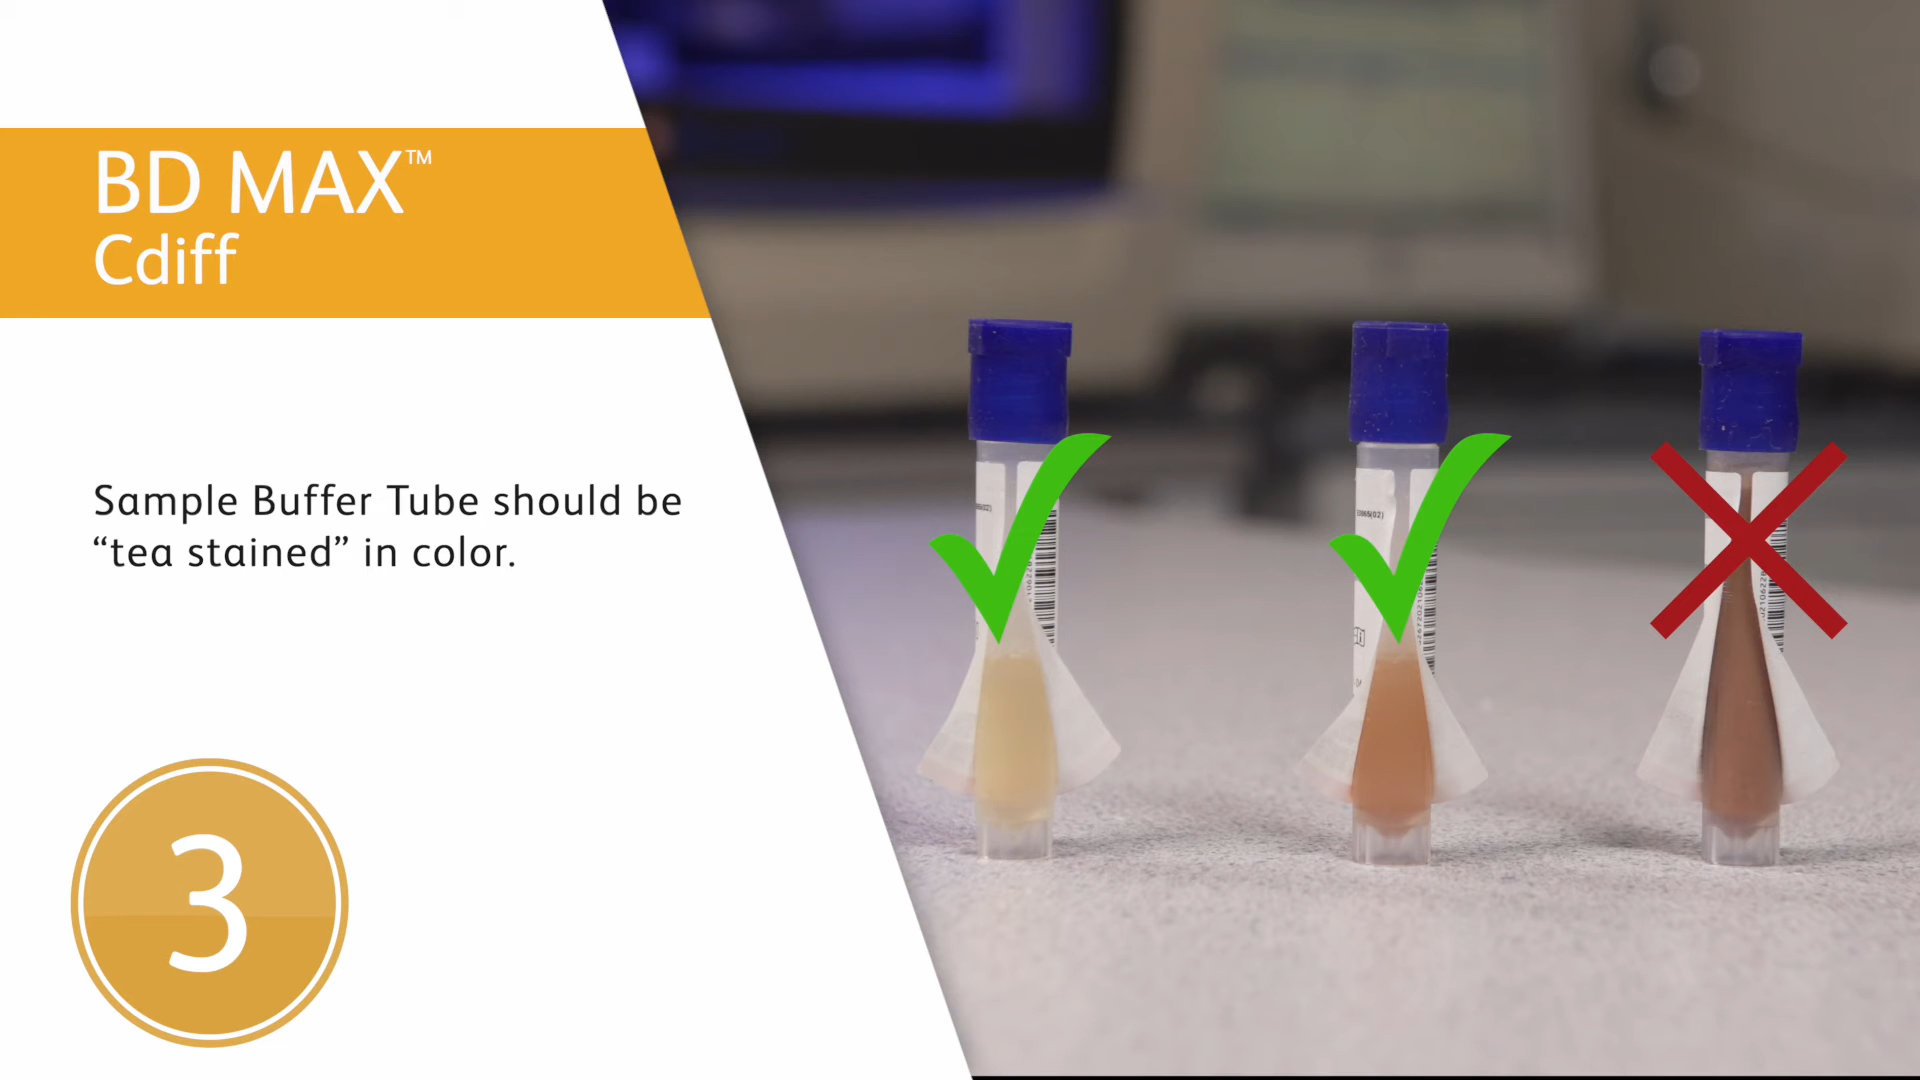 BD MAX™
Cdiff
Sample Buffer Tube should be
“tea stained” in color.
3